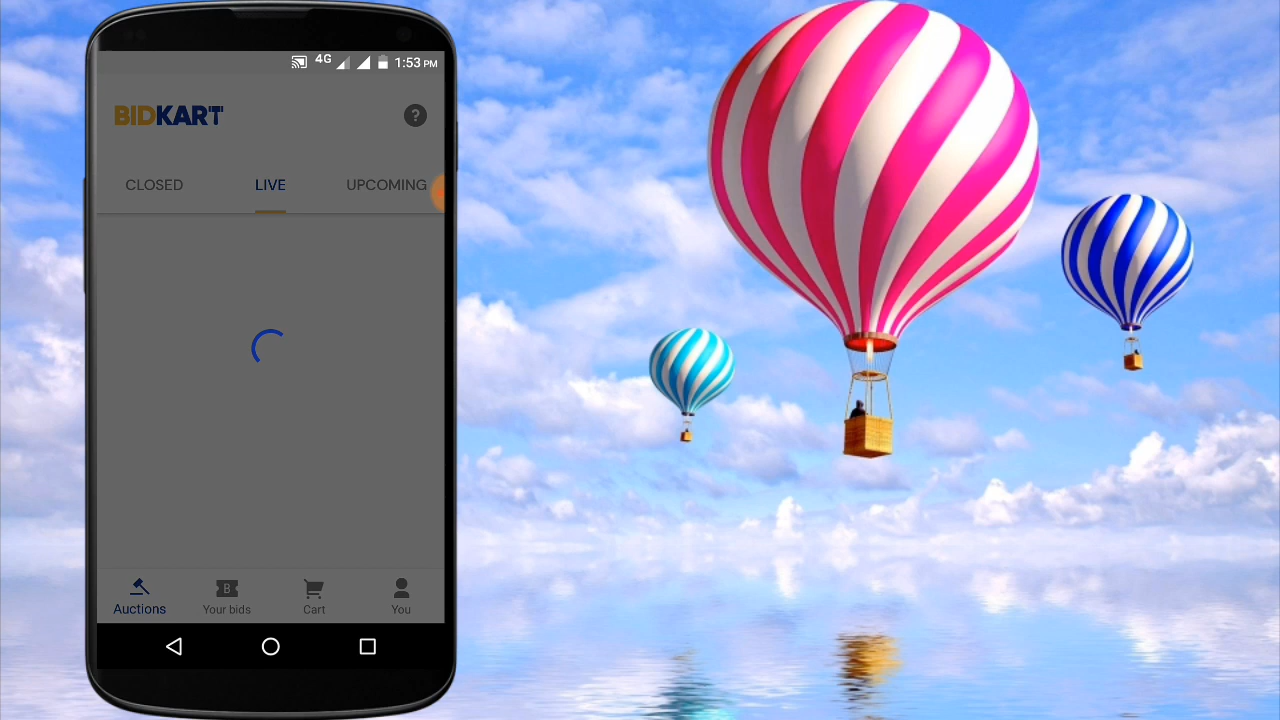 4G 1:53 PM
BIDKART ?
CLOSED LIVE UPCOMING
B
Auctions Your bids Cart You